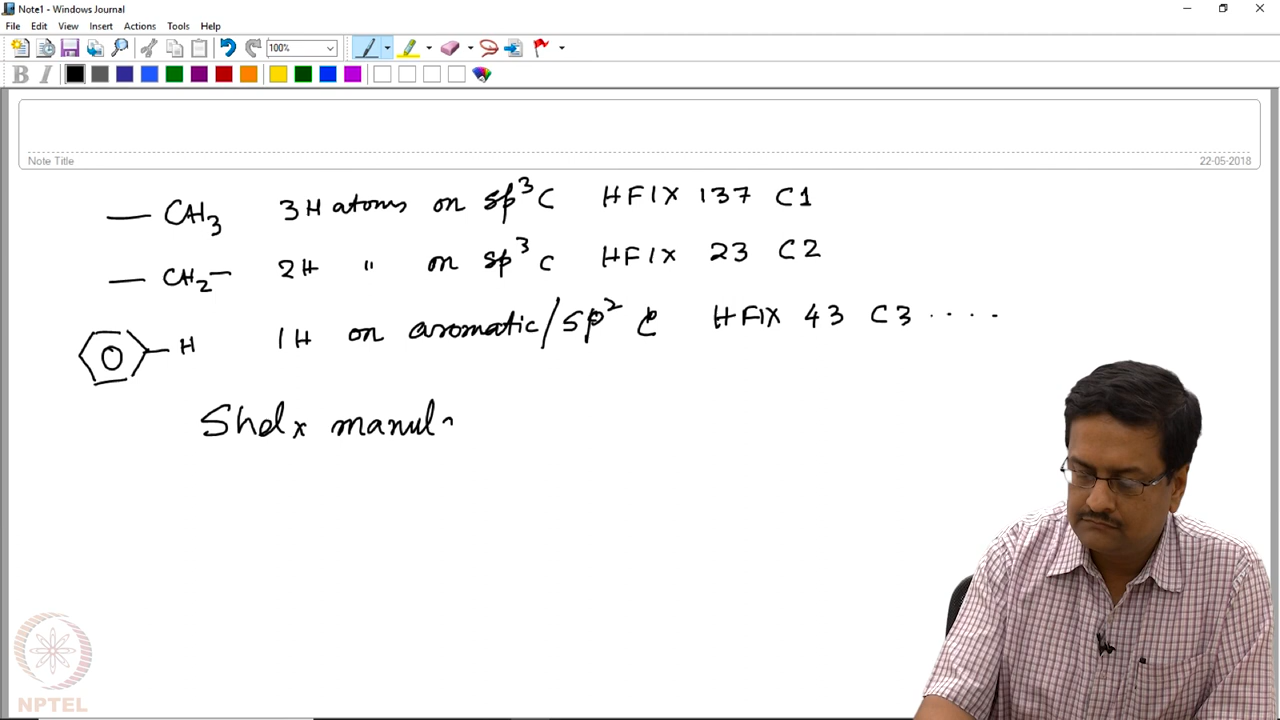 Note1 - Windows Journal
File Edit View Insert Actions Tools Help
100%
B I
Note Title 22-05-2018
— CH3 3H atoms on sp³ C HFIX 137 C1
— CH2 — 2H " on sp³ C HFIX 23 C2
H 1H on aromatic/sp² C HFIX 43 C3 ....
Shelx manul
NPTEL